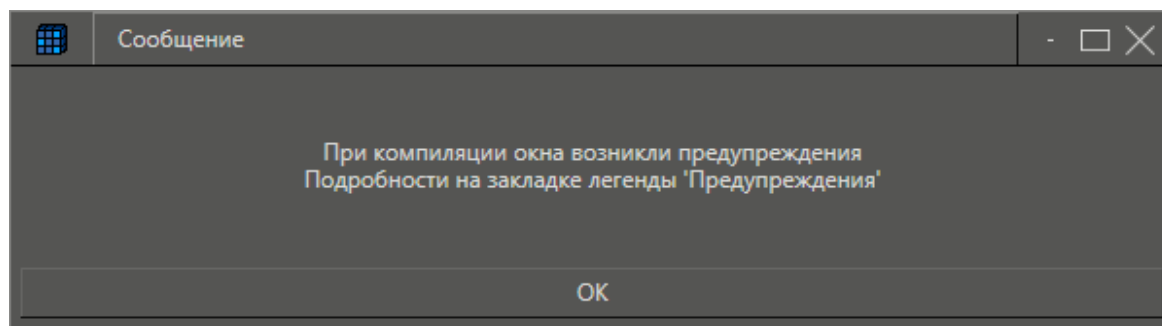 Сообщение
При компиляции окна возникли предупреждения
Подробности на закладке легенды 'Предупреждения'
OK